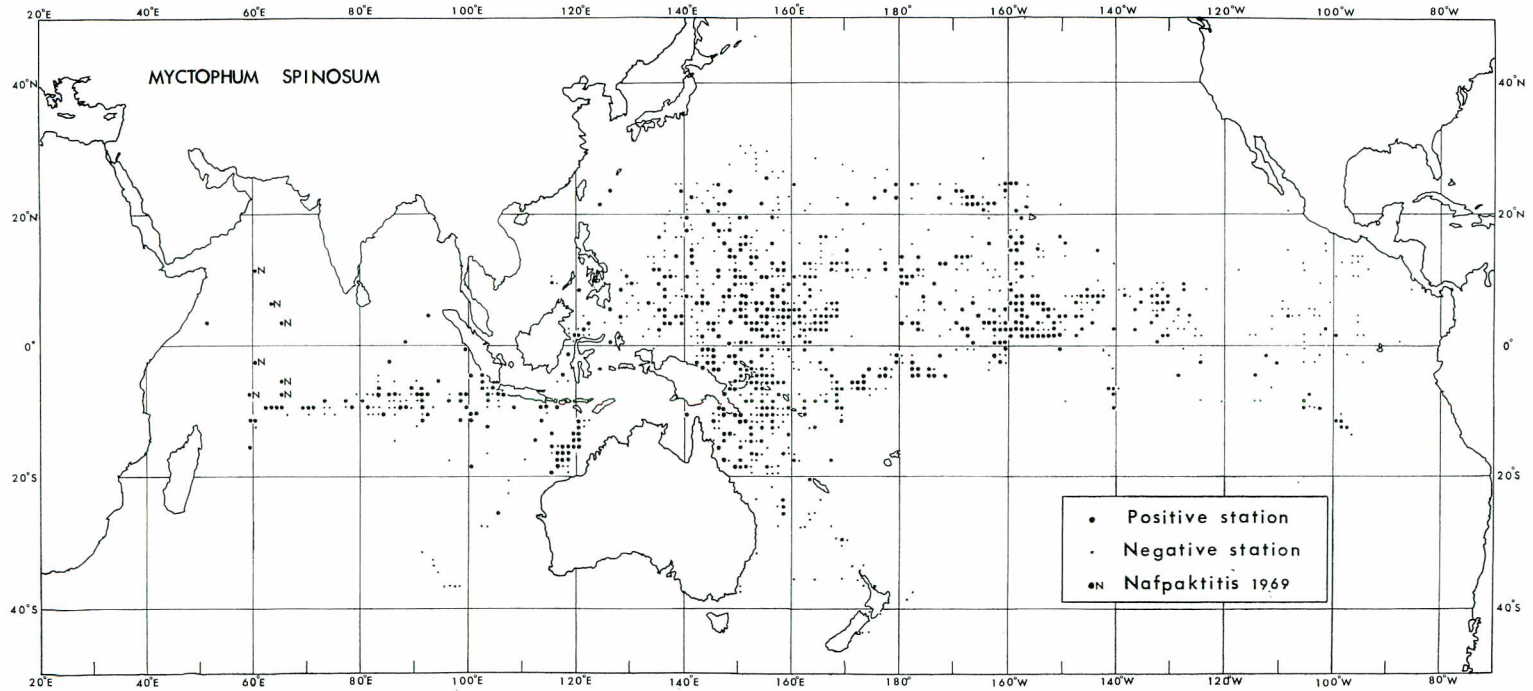 20°E 40°E 60°E 80°E 100°E 120°E 140°E 160°E 180° 160°W 140°W 120°W 100°W 80°W
MYCTOPHUM SPINOSUM
40°N 40°N
20°N 20°N
N
N
N
0° 0°
N
N
N N
20°S 20°S
• Positive station
· Negative station
•N Nafpaktitis 1969
40°S 40°S
20°E 40°E 60°E 80°E 100°E 120°E 140°E 160°E 180° 160°W 140°W 120°W 100°W 80°W